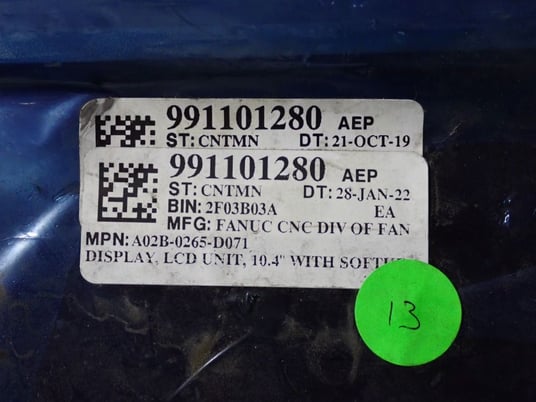 991101280 AEP
ST: CNTMN DT: 21-OCT-19
991101280 AEP
ST: CNTMN DT: 28-JAN-22
BIN: 2F03B03A EA
MFG: FANUC CNC DIV OF FAN
MPN: A02B-0265-D071
DISPLAY, LCD UNIT, 10.4" WITH
13